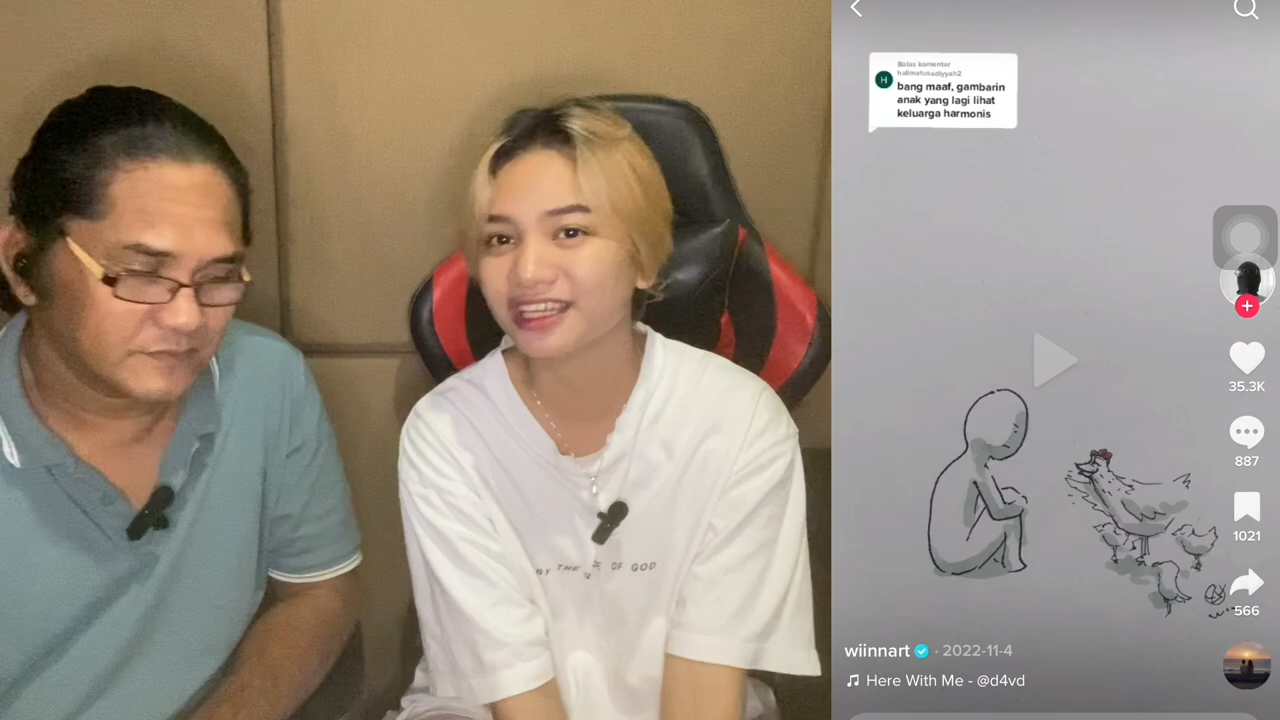 BY THE
OF GOD
Balas komentar
halimatusadiyyah2
H
bang maaf, gambarin
anak yang lagi lihat
keluarga harmonis
35.3K
887
1021
566
wiinnart · 2022-11-4
Here With Me - @d4vd